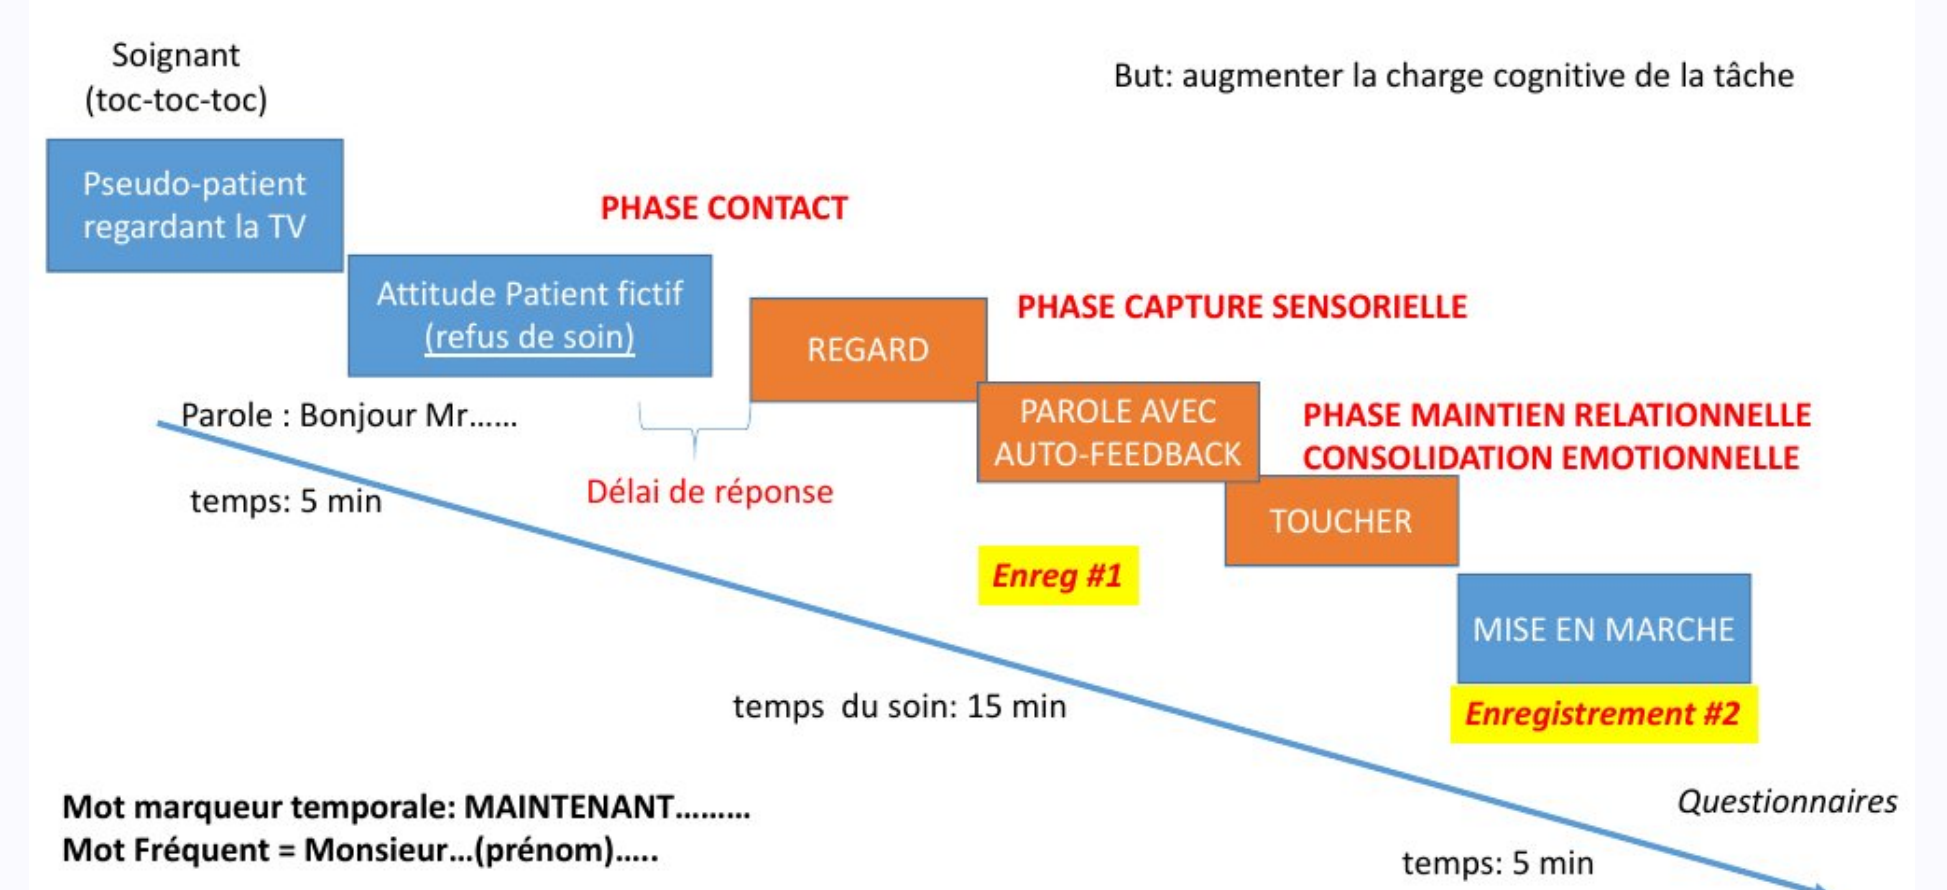 Soignant
(toc-toc-toc)
But: augmenter la charge cognitive de la tâche
Pseudo-patient
regardant la TV
PHASE CONTACT
Attitude Patient fictif
(refus de soin)
REGARD
PHASE CAPTURE SENSORIELLE
Parole : Bonjour Mr......
PAROLE AVEC
AUTO-FEEDBACK
PHASE MAINTIEN RELATIONNELLE
CONSOLIDATION EMOTIONNELLE
temps: 5 min
Délai de réponse
TOUCHER
Enreg #1
MISE EN MARCHE
temps du soin: 15 min
Enregistrement #2
Mot marqueur temporale: MAINTENANT.........
Mot Fréquent = Monsieur...(prénom).....
Questionnaires
temps: 5 min